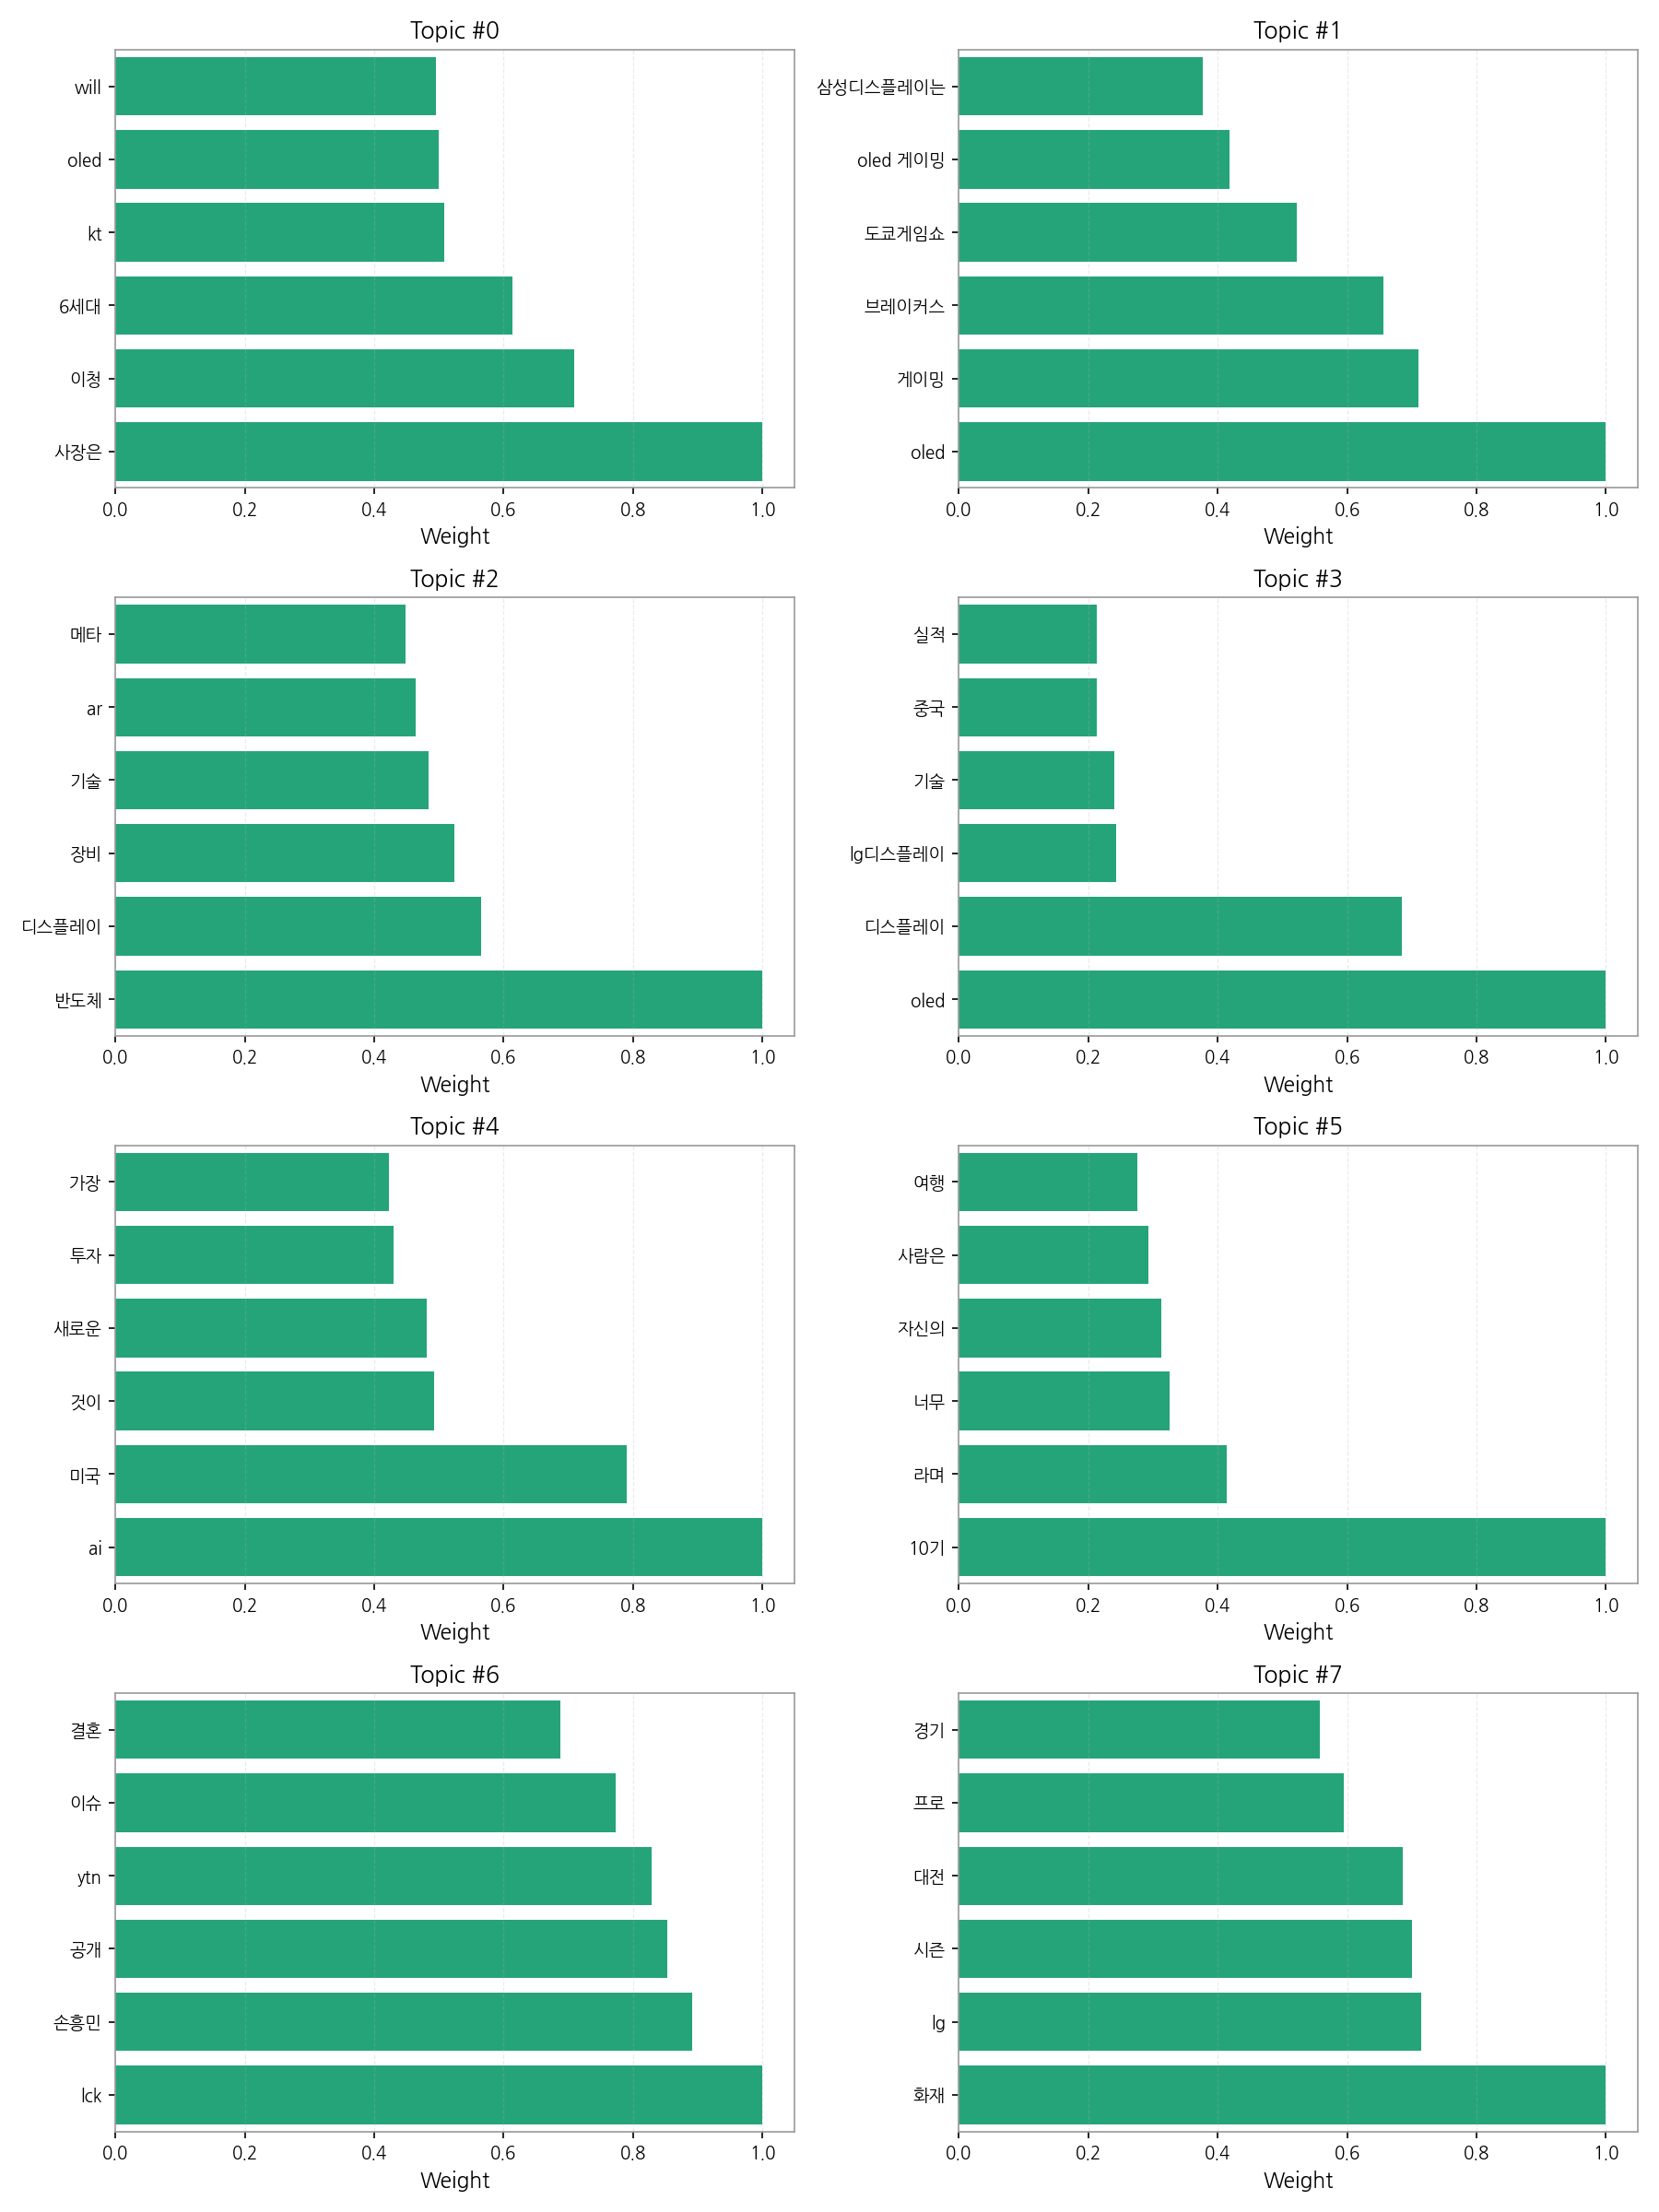 Topic #0
will
oled
kt
6세대
이청
사장은
0.0 0.2 0.4 0.6 0.8 1.0
Weight
Topic #1
삼성디스플레이는
oled 게이밍
도쿄게임쇼
브레이커스
게이밍
oled
0.0 0.2 0.4 0.6 0.8 1.0
Weight
Topic #2
메타
ar
기술
장비
디스플레이
반도체
0.0 0.2 0.4 0.6 0.8 1.0
Weight
Topic #3
실적
중국
기술
lg디스플레이
디스플레이
oled
0.0 0.2 0.4 0.6 0.8 1.0
Weight
Topic #4
가장
투자
새로운
것이
미국
ai
0.0 0.2 0.4 0.6 0.8 1.0
Weight
Topic #5
여행
사람은
자신의
너무
라며
10기
0.0 0.2 0.4 0.6 0.8 1.0
Weight
Topic #6
결혼
이슈
ytn
공개
손흥민
lck
0.0 0.2 0.4 0.6 0.8 1.0
Weight
Topic #7
경기
프로
대전
시즌
lg
화재
0.0 0.2 0.4 0.6 0.8 1.0
Weight